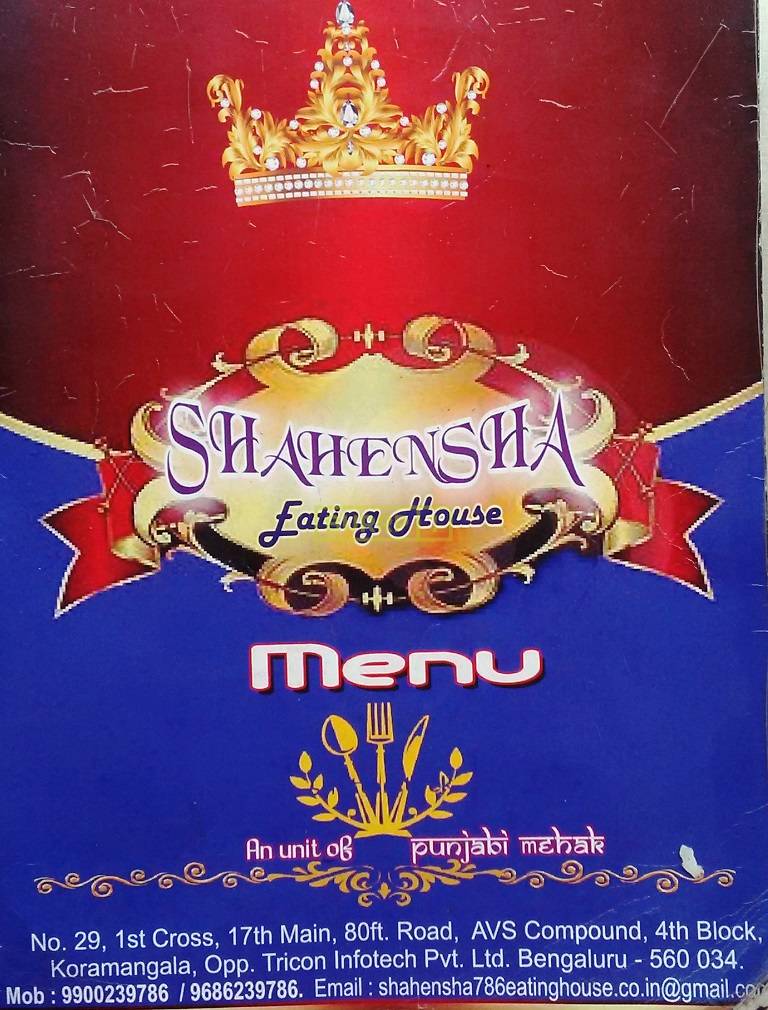 SHAHENSHA
Eating House
Menu
An unit of punjabi mehak
No. 29, 1st Cross, 17th Main, 80ft. Road, AVS Compound, 4th Block,
Koramangala, Opp. Tricon Infotech Pvt. Ltd. Bengaluru - 560 034.
Mob : 9900239786 / 9686239786. Email : shahensha786eatinghouse.co.in@gmail.com